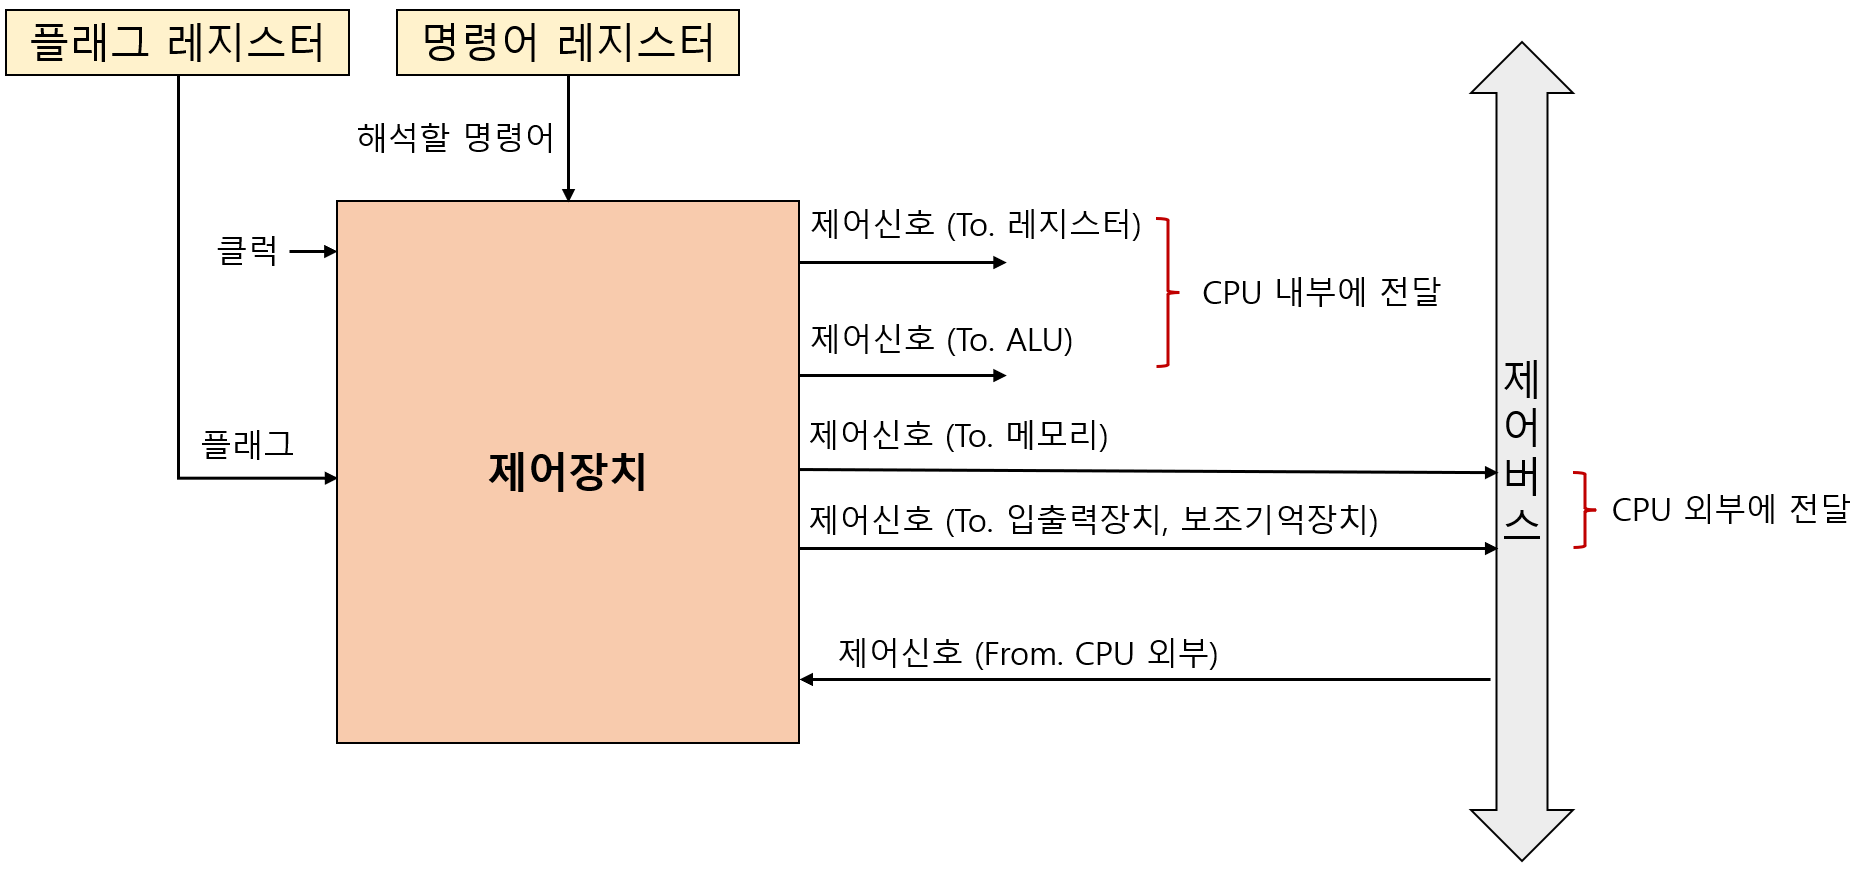 플래그 레지스터
명령어 레지스터
해석할 명령어
클럭
플래그
제어장치
제어신호 (To. 레지스터)
제어신호 (To. ALU)
CPU 내부에 전달
제어신호 (To. 메모리)
제어신호 (To. 입출력장치, 보조기억장치)
제어신호 (From. CPU 외부)
제어버스
CPU 외부에 전달